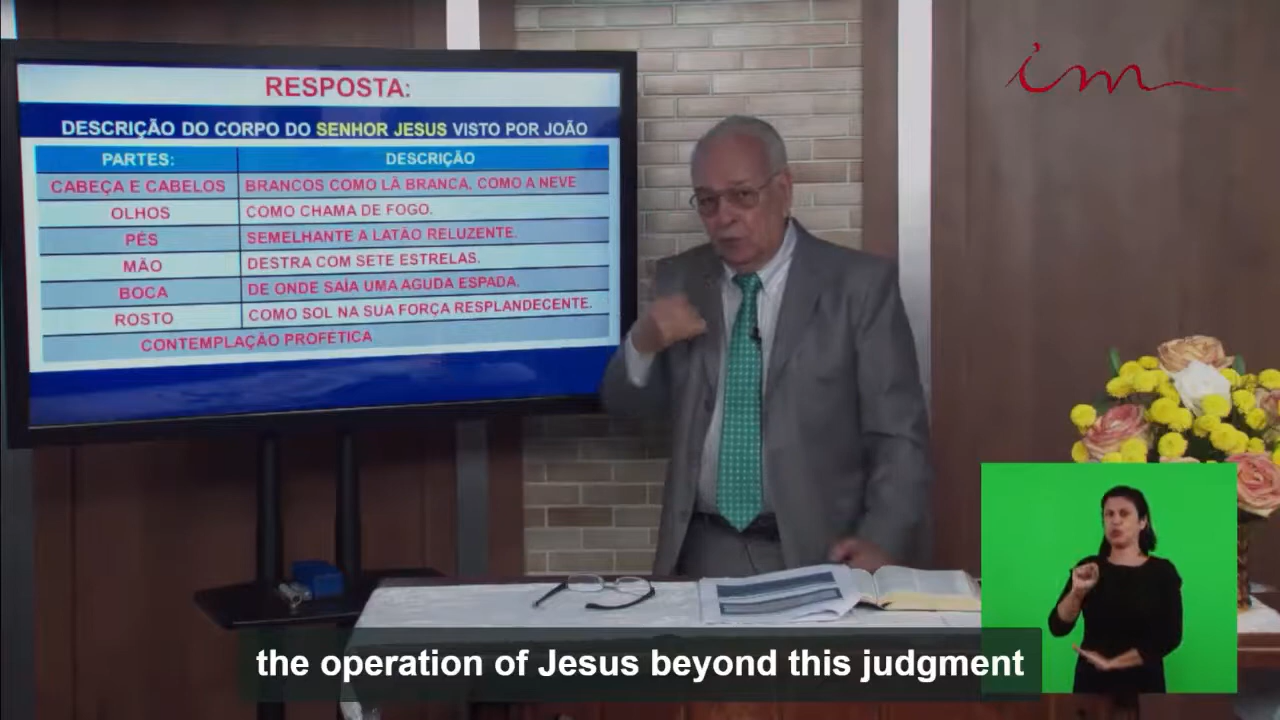 RESPOSTA:
DESCRIÇÃO DO CORPO DO SENHOR JESUS VISTO POR JOÃO
PARTES: DESCRIÇÃO
CABEÇA E CABELOS BRANCOS COMO LÃ BRANCA, COMO A NEVE
OLHOS COMO CHAMA DE FOGO.
PÉS SEMELHANTE A LATÃO RELUZENTE.
MÃO DESTRA COM SETE ESTRELAS.
BOCA DE ONDE SAÍA UMA AGUDA ESPADA.
ROSTO COMO SOL NA SUA FORÇA RESPLANDECENTE.
CONTEMPLAÇÃO PROFÉTICA
im
the operation of Jesus beyond this judgment